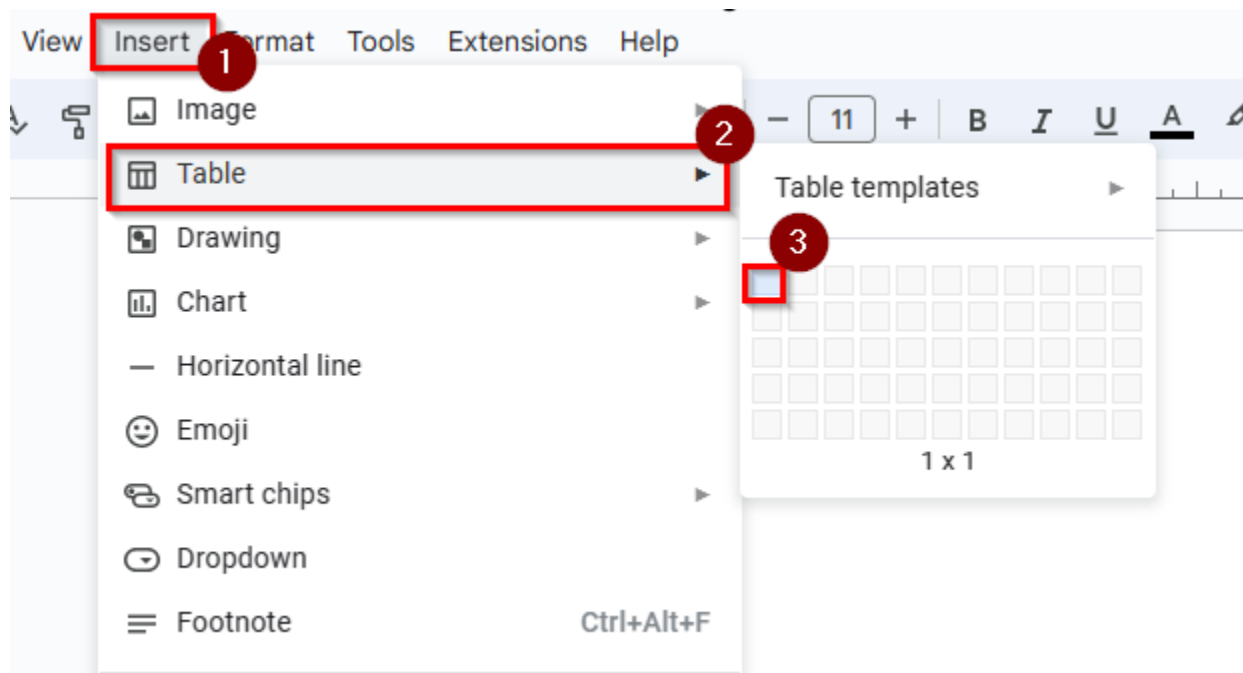 View Insert Format Tools Extensions Help
1
Image
2
11 + B I U A
Table
Table templates
3
Drawing
Chart
Horizontal line
Emoji
1 x 1
Smart chips
Dropdown
Footnote Ctrl+Alt+F